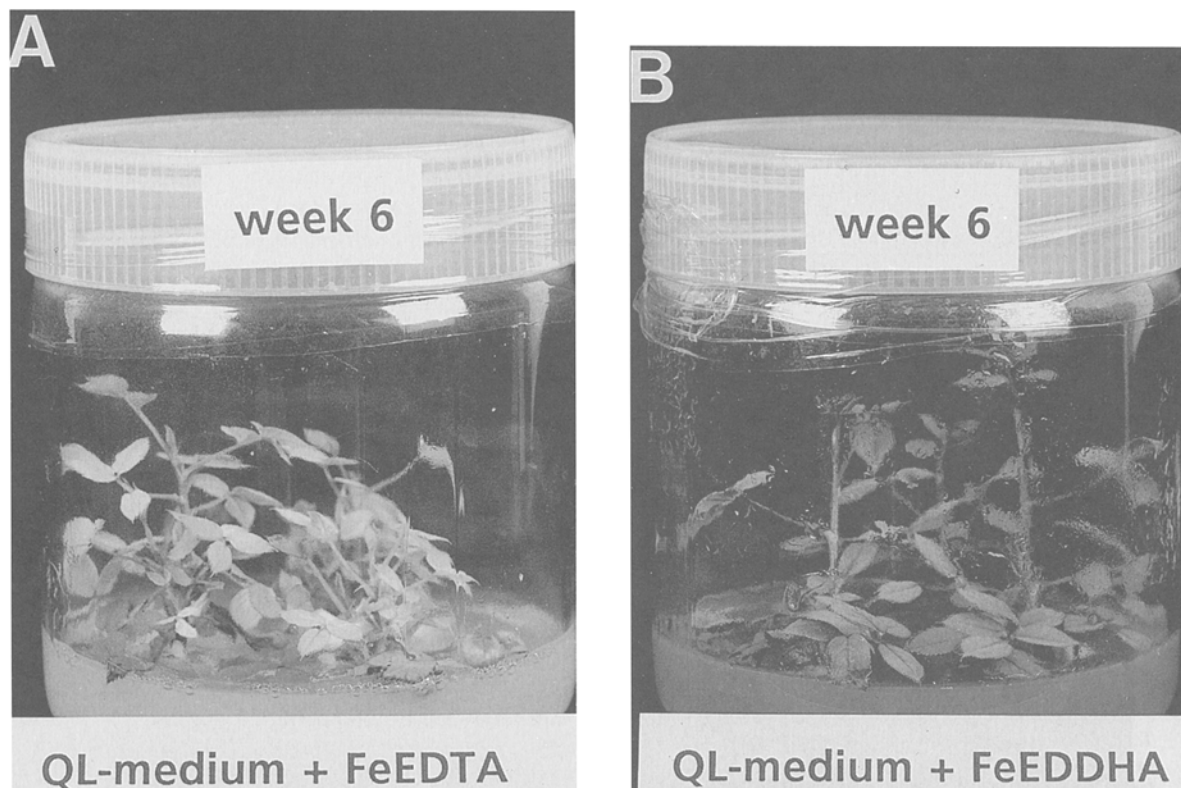 A
week 6
QL-medium + FeEDTA
B
week 6
QL-medium + FeEDDHA